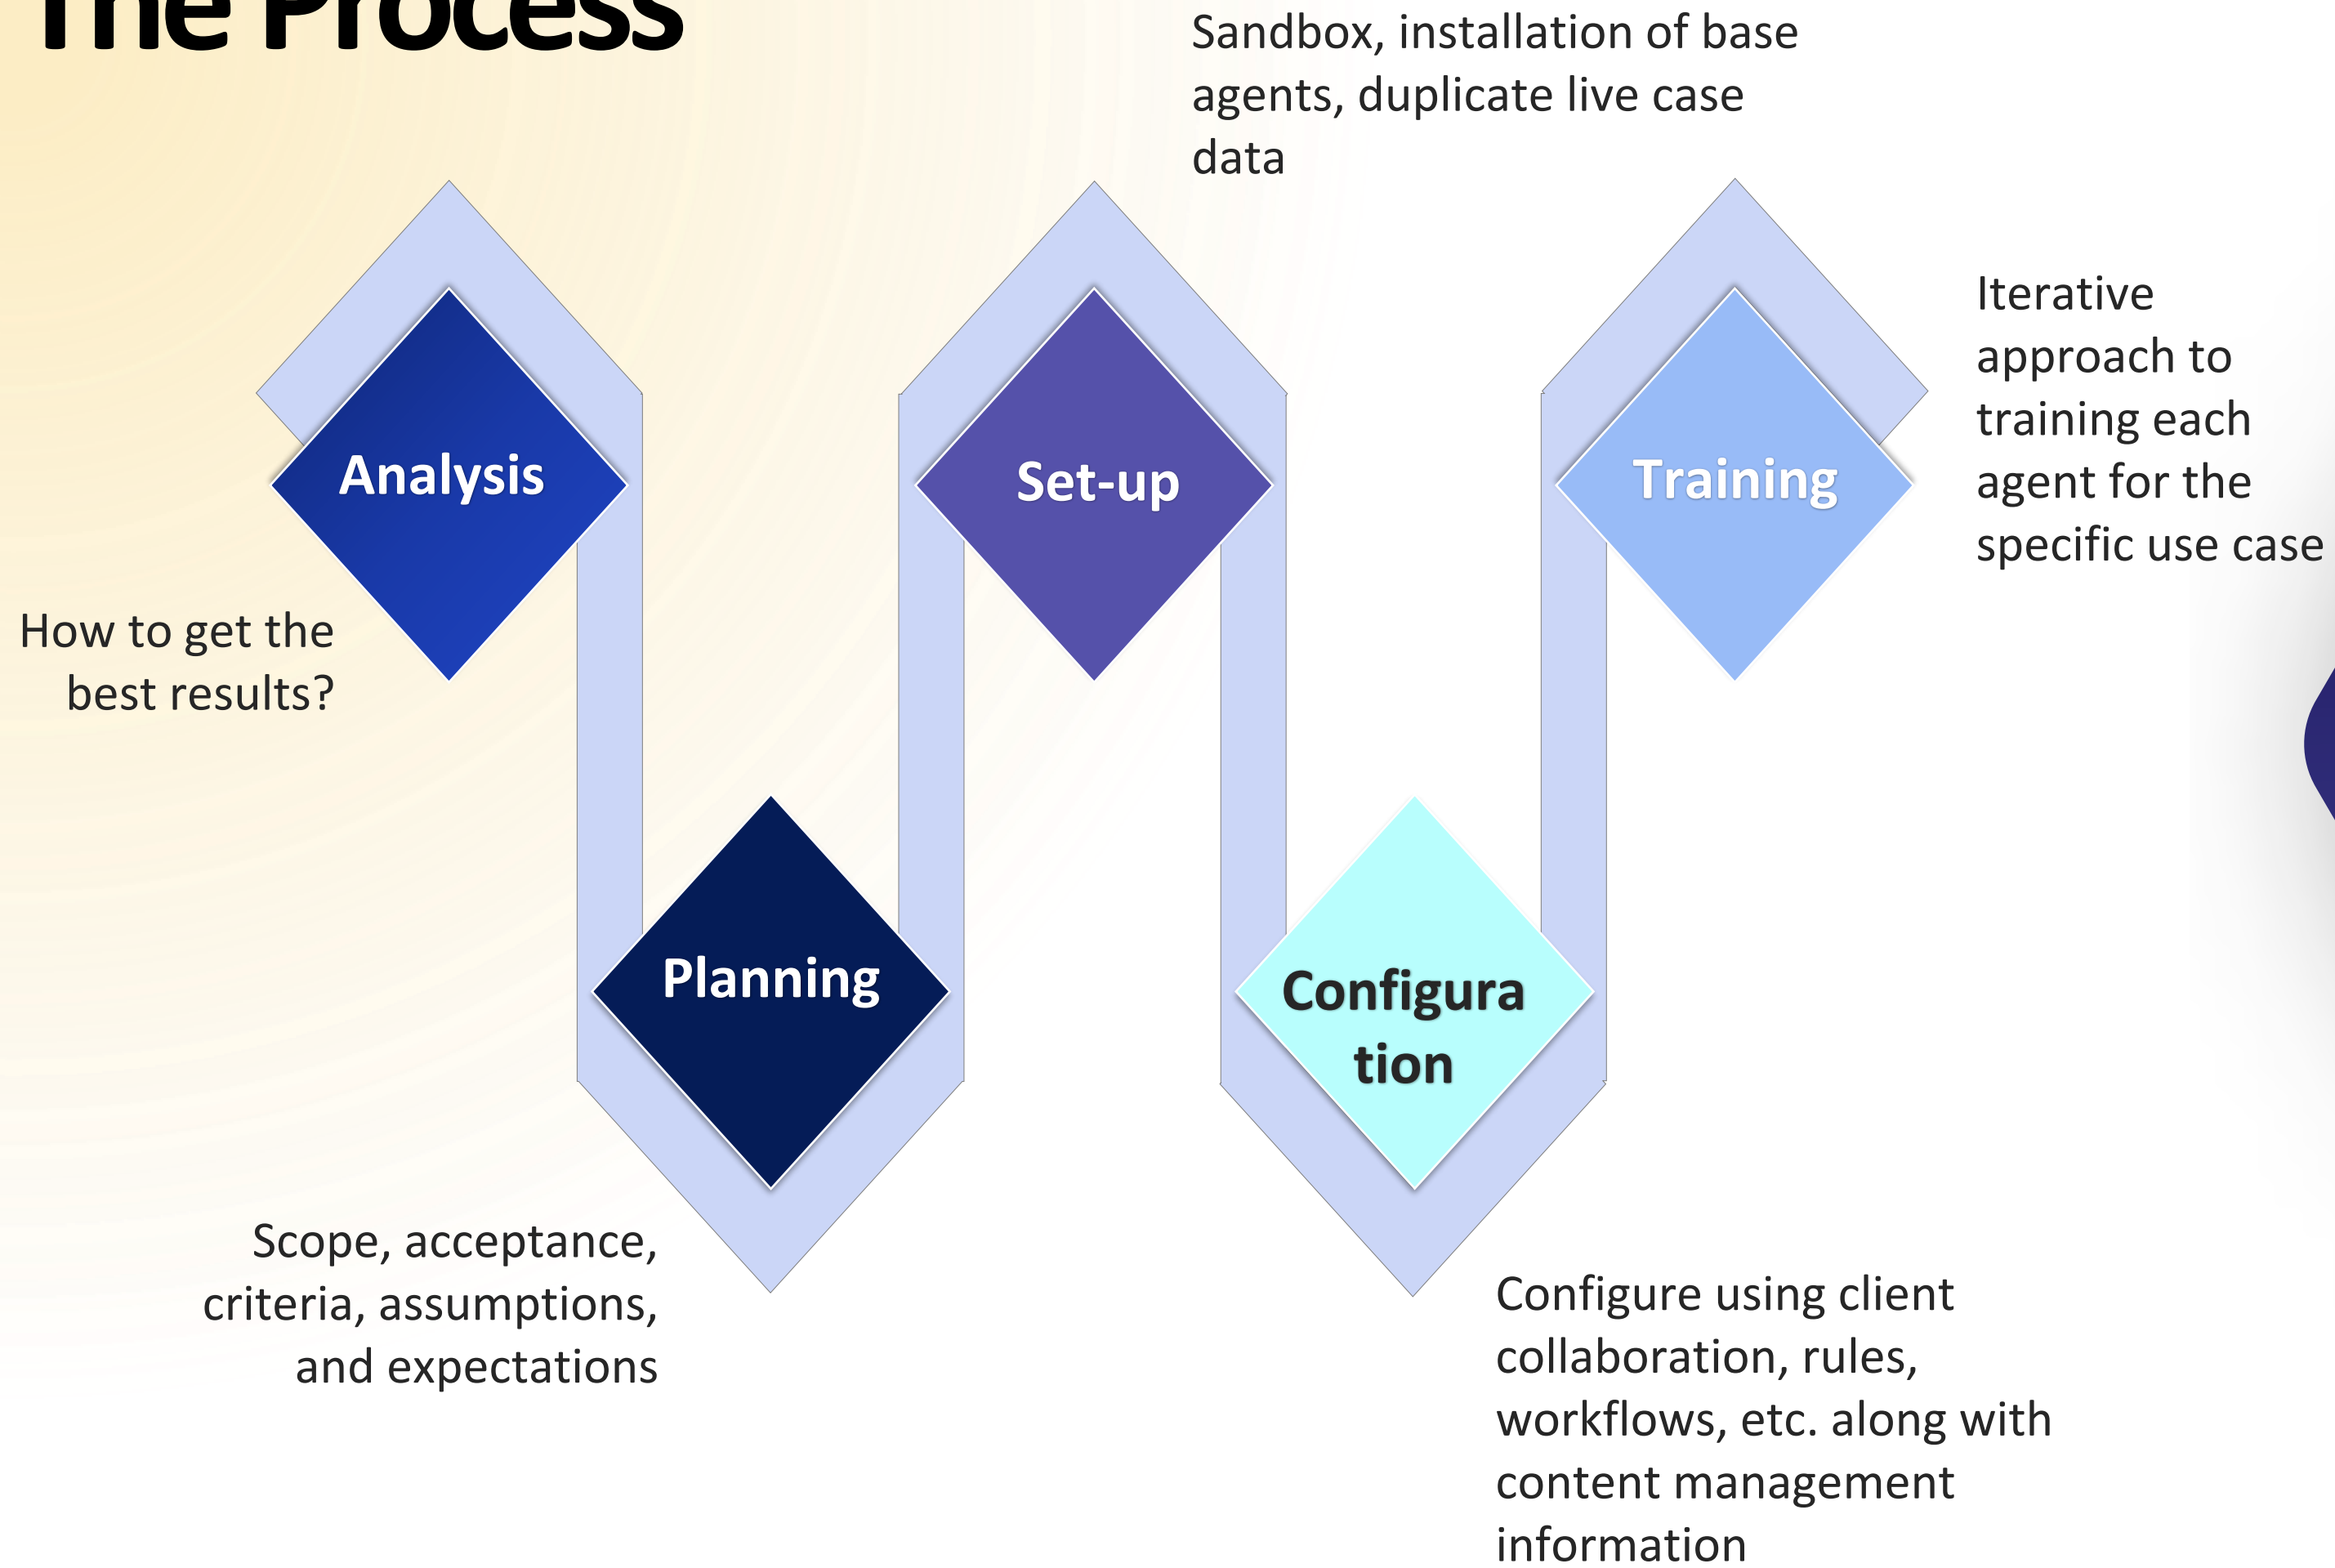 The Process
Sandbox, installation of base
agents, duplicate live case
data
Analysis
How to get the
best results?
Planning
Scope, acceptance,
criteria, assumptions,
and expectations
Set-up
Configura
tion
Configure using client
collaboration, rules,
workflows, etc. along with
content management
information
Training
Iterative
approach to
training each
agent for the
specific use case